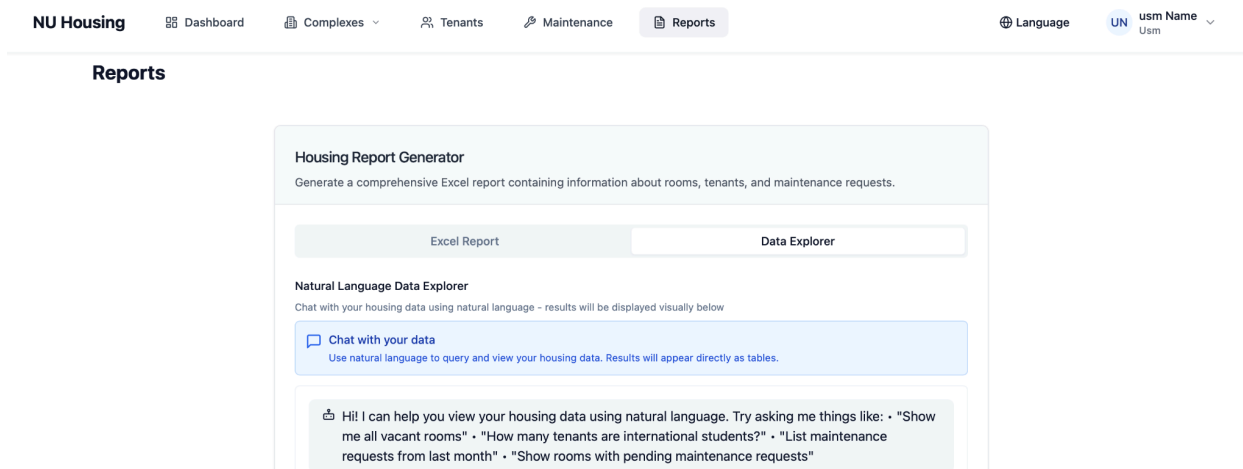 NU Housing
Dashboard
Complexes
Tenants
Maintenance
Reports
Language
UN
usm Name
Usm
Reports
Housing Report Generator
Generate a comprehensive Excel report containing information about rooms, tenants, and maintenance requests.
Excel Report
Data Explorer
Natural Language Data Explorer
Chat with your housing data using natural language - results will be displayed visually below
Chat with your data
Use natural language to query and view your housing data. Results will appear directly as tables.
Hi! I can help you view your housing data using natural language. Try asking me things like: • "Show
me all vacant rooms" • "How many tenants are international students?" • "List maintenance
requests from last month" • "Show rooms with pending maintenance requests"